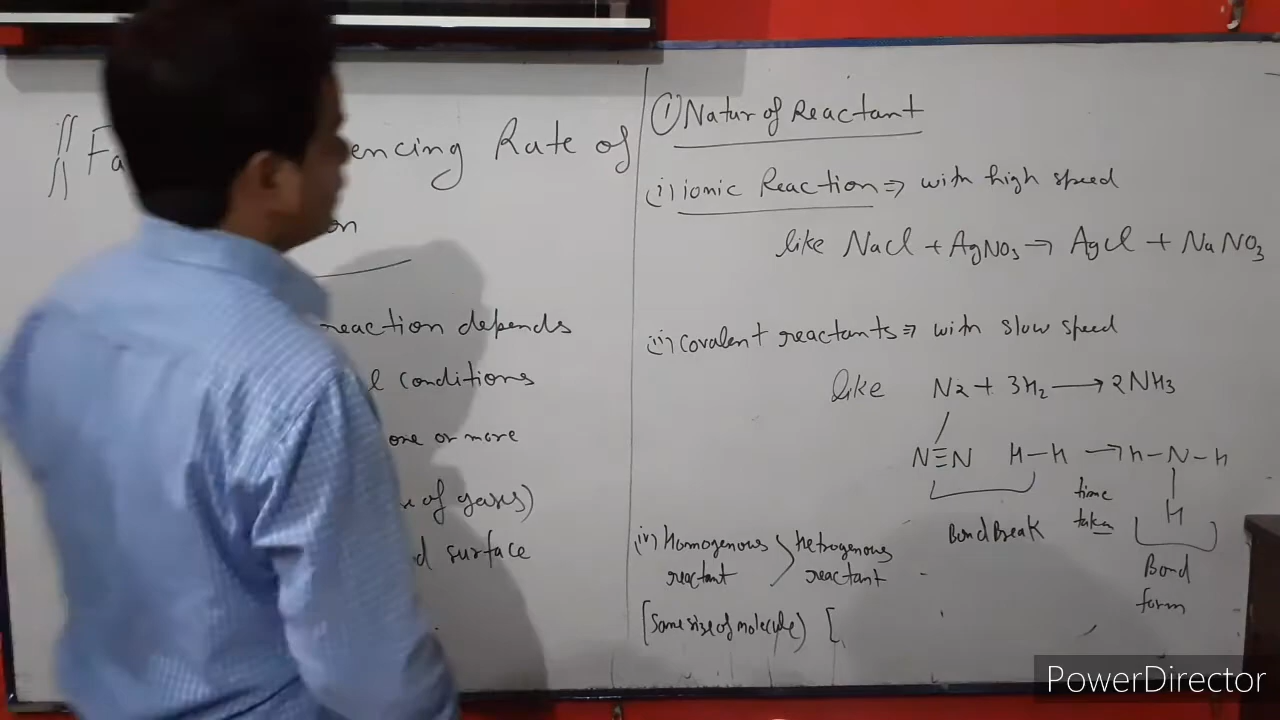 encing Rate of
on
reaction depends
conditions
one or more
of gases)
surface
① Natur of Reactant
(i) ionic Reaction ⇒ with high speed
like NaCl + AgNO3 → AgCl + NaNO3
(ii) covalent reactants ⇒ with slow speed
like N2 + 3H2 → 2NH3
N≡N H-H → H-N-H
H
time
taken
Bond Break
Bond
form
(iv) Homogenous > Hetrogenous
reactant reactant
[Same size of molecule) [
PowerDirector